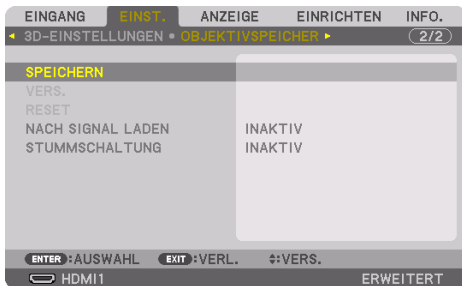 EINGANG EINST. ANZEIGE EINRICHTEN INFO.
3D-EINSTELLUNGEN • OBJEKTIVSPEICHER 2/2
SPEICHERN
VERS.
RESET
NACH SIGNAL LADEN INAKTIV
STUMMSCHALTUNG INAKTIV
ENTER :AUSWAHL EXIT :VERL. :VERS.
HDMI1 ERWEITERT